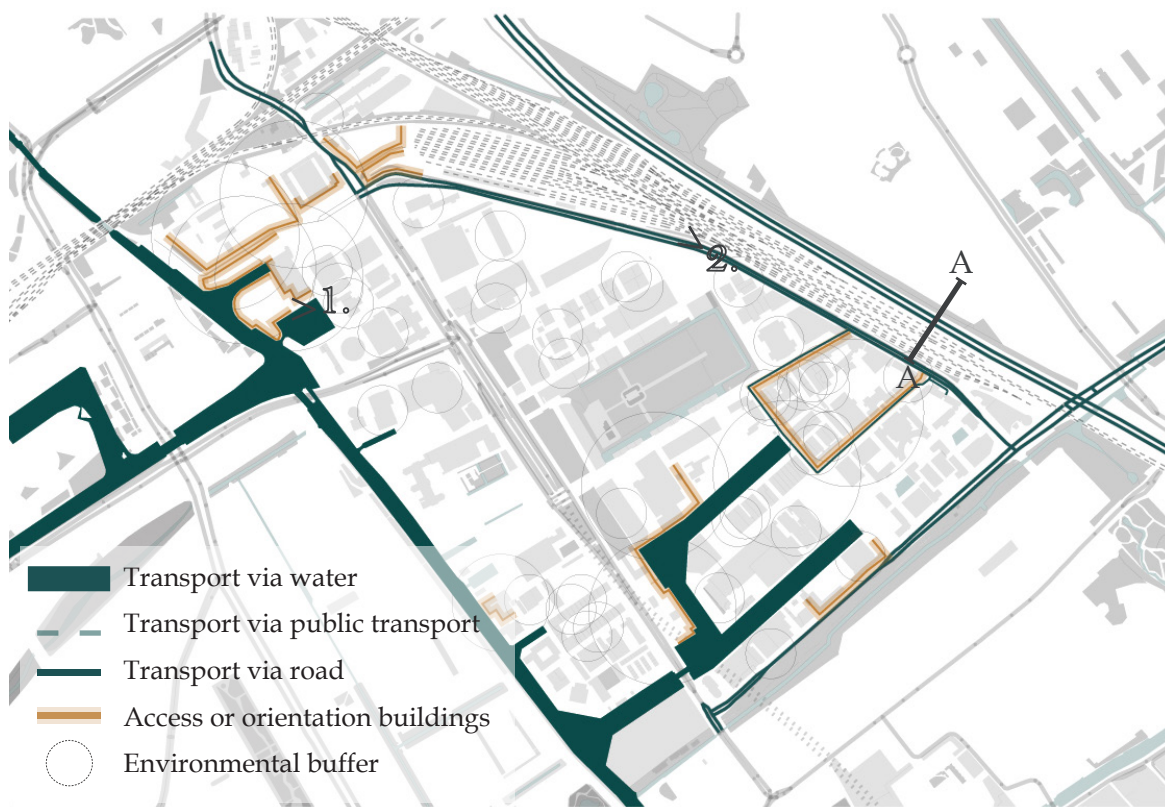 A
2.
1.
A
Transport via water
Transport via public transport
Transport via road
Access or orientation buildings
Environmental buffer